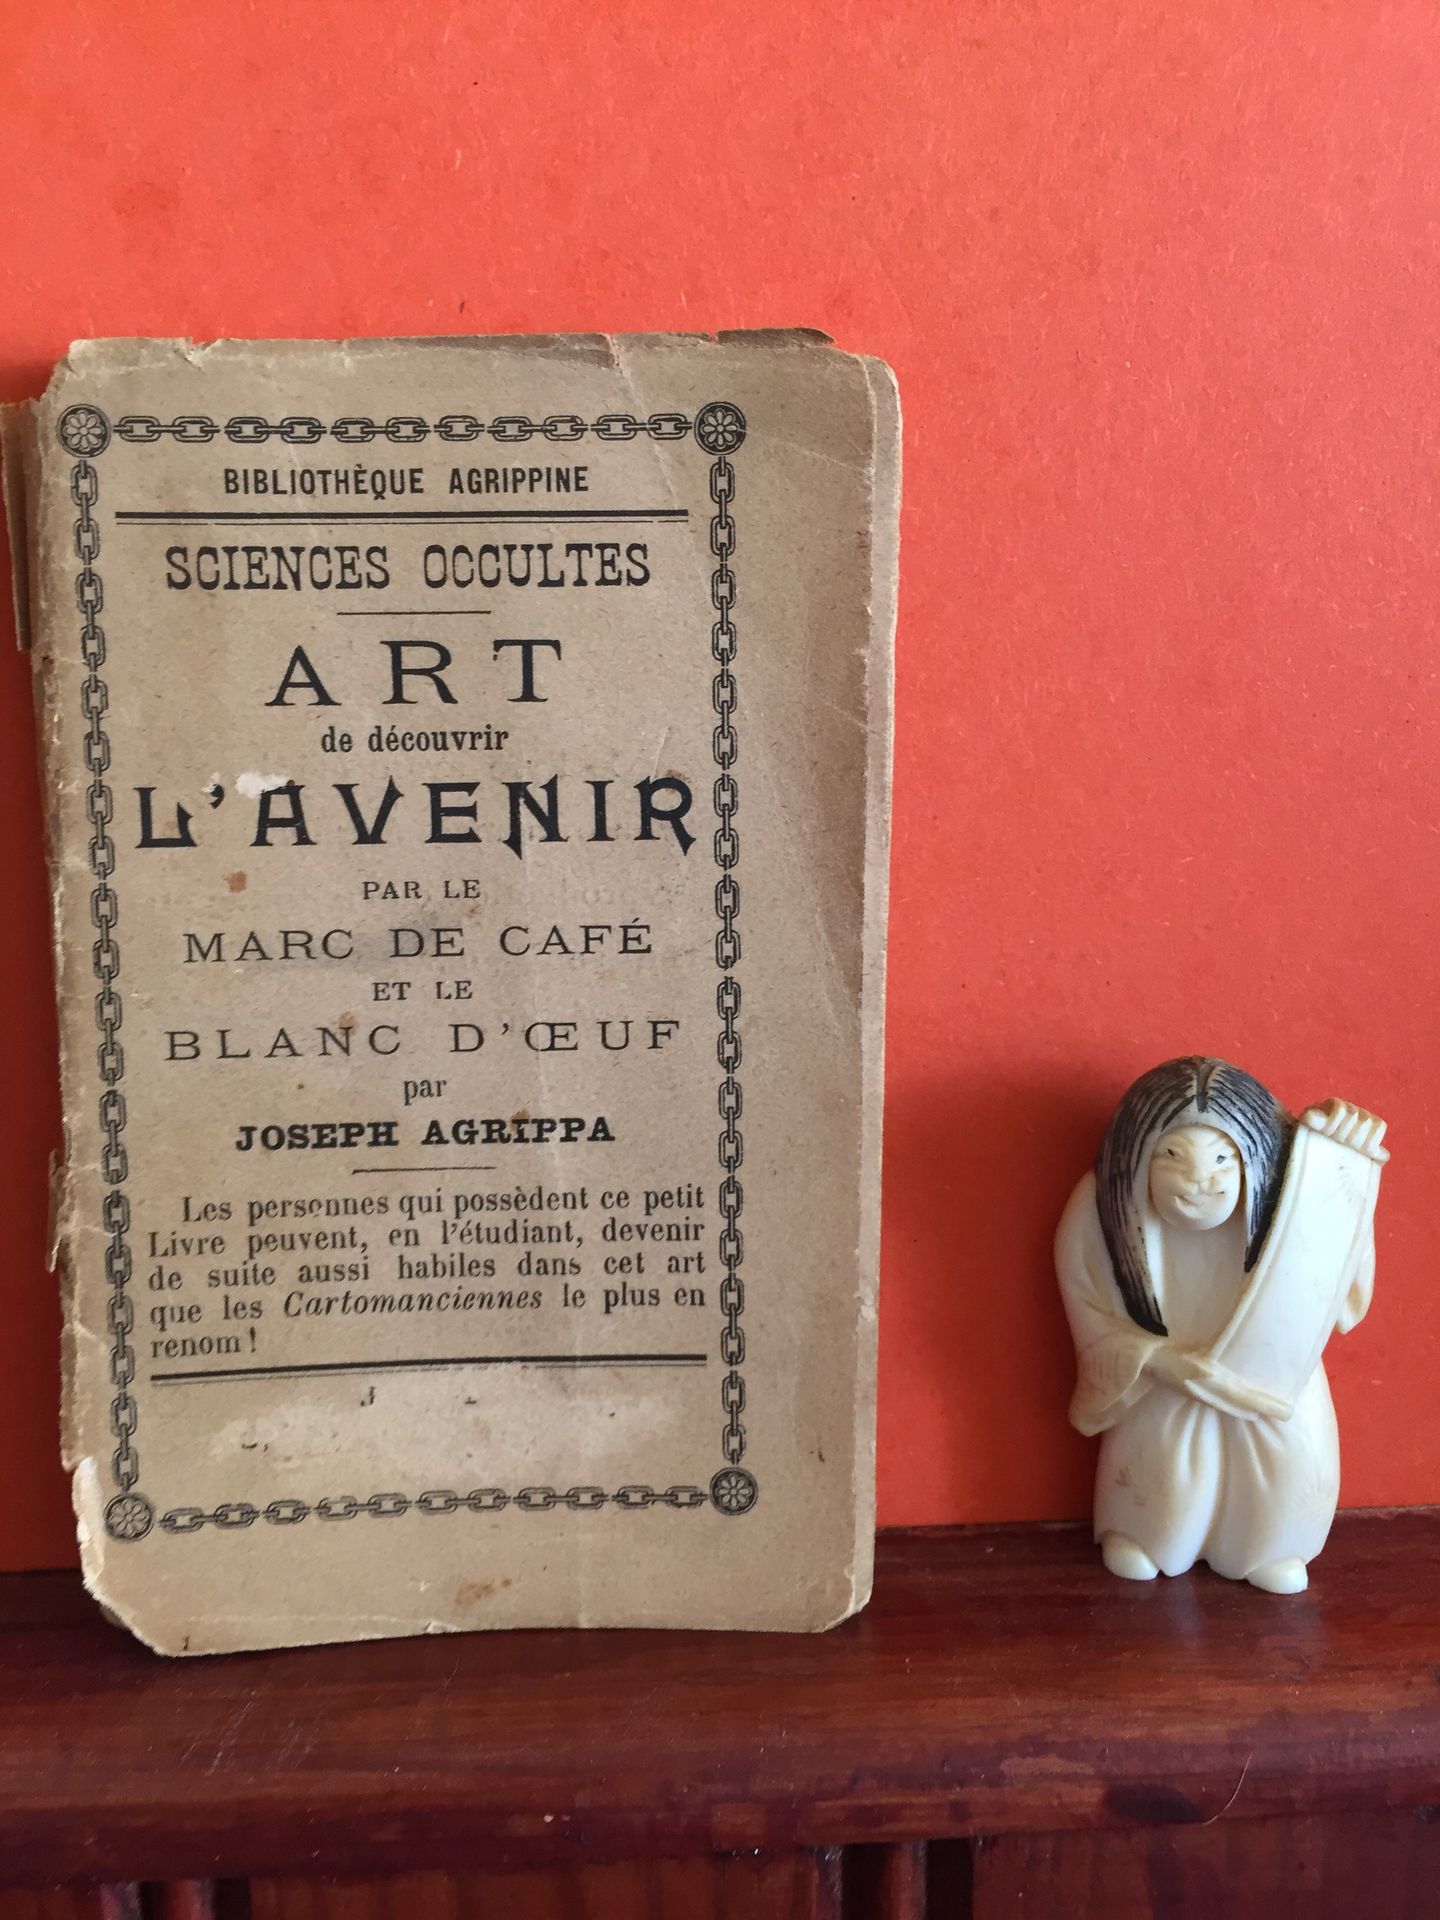 BIBLIOTHÈQUE AGRIPPINE
SCIENCES OCCULTES
ART
de découvrir
L'AVENIR
PAR LE
MARC DE CAFÉ
ET LE
BLANC D'ŒUF
par
JOSEPH AGRIPPA
Les personnes qui possèdent ce petit
Livre peuvent, en l'étudiant, devenir
de suite aussi habiles dans cet art
que les Cartomanciennes le plus en
renom !